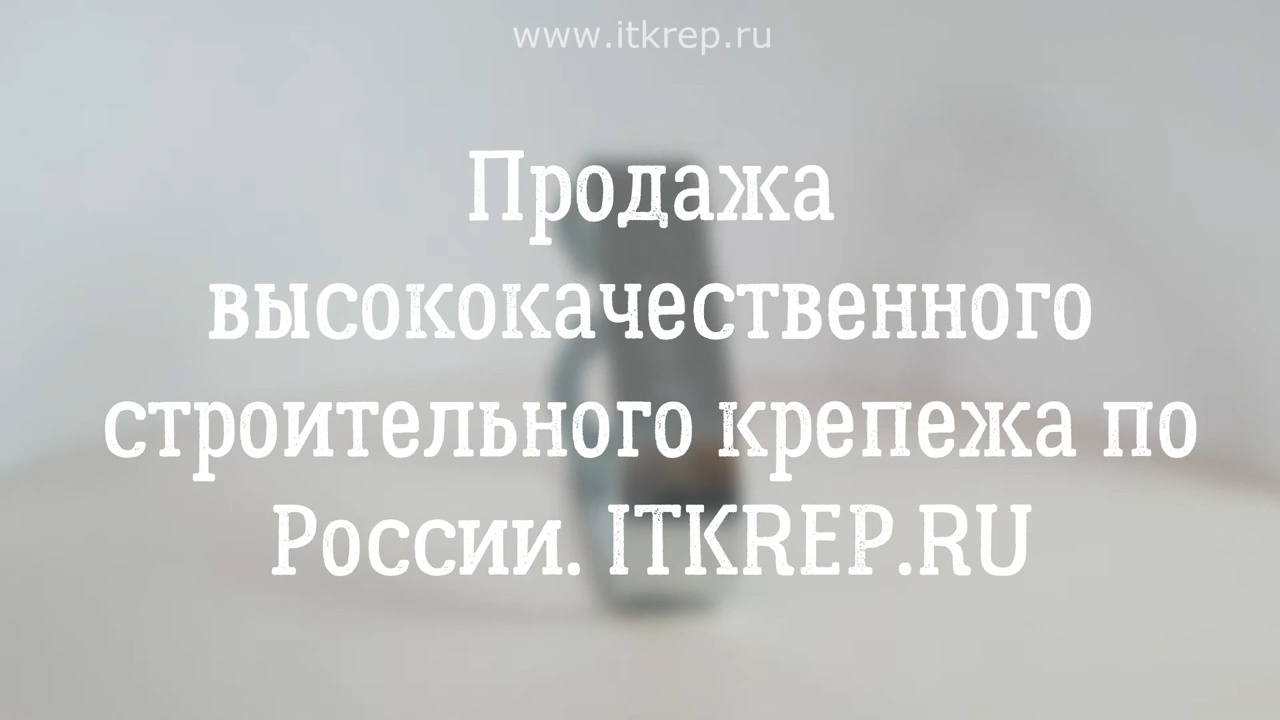 www.itkrep.ru
Продажа
высококачественного
строительного крепежа по
России. ITKREP.RU